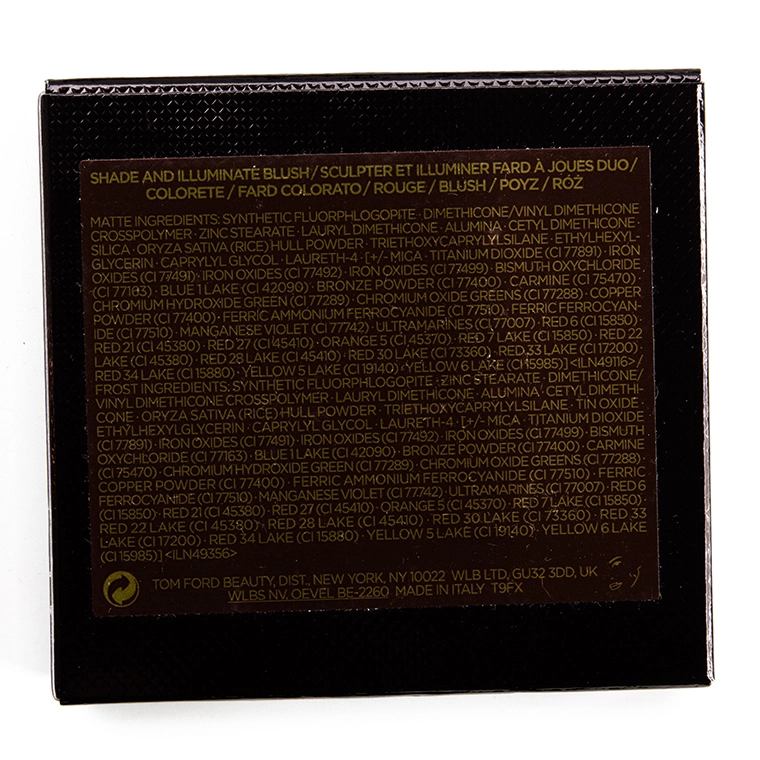 SHADE AND ILLUMINATE BLUSH / SCULPTER ET ILLUMINER FARD À JOUES DUO /
COLORETE / FARD COLORATO / ROUGE / BLUSH / POYZ / RÓŻ
MATTE INGREDIENTS: SYNTHETIC FLUORPHLOGOPITE · DIMETHICONE/VINYL DIMETHICONE
CROSSPOLYMER · ZINC STEARATE · LAURYL DIMETHICONE · ALUMINA · CETYL DIMETHICONE ·
SILICA · ORYZA SATIVA (RICE) HULL POWDER · TRIETHOXYCAPRYLYLSILANE · ETHYLHEXYL-
GLYCERIN · CAPRYLYL GLYCOL · LAURETH-4 · [+/- MICA · TITANIUM DIOXIDE (CI 77891) · IRON
OXIDES (CI 77491) · IRON OXIDES (CI 77492) · IRON OXIDES (CI 77499) · BISMUTH OXYCHLORIDE
(CI 77163) · BLUE 1 LAKE (CI 42090) · BRONZE POWDER (CI 77400) · CARMINE (CI 75470) ·
CHROMIUM HYDROXIDE GREEN (CI 77289) · CHROMIUM OXIDE GREENS (CI 77288) · COPPER
POWDER (CI 77400) · FERRIC AMMONIUM FERROCYANIDE (CI 77510) · FERRIC FERROCYAN-
IDE (CI 77510) · MANGANESE VIOLET (CI 77742) · ULTRAMARINES (CI 77007) · RED 6 (CI 15850) ·
RED 21 (CI 45380) · RED 27 (CI 45410) · ORANGE 5 (CI 45370) · RED 7 LAKE (CI 15850) · RED 22
LAKE (CI 45380) · RED 28 LAKE (CI 45410) · RED 30 LAKE (CI 73360) · RED 33 LAKE (CI 17200) ·
RED 34 LAKE (CI 15880) · YELLOW 5 LAKE (CI 19140) · YELLOW 6 LAKE (CI 15985)] <ILN49116> /
FROST INGREDIENTS: SYNTHETIC FLUORPHLOGOPITE · ZINC STEARATE · DIMETHICONE/
VINYL DIMETHICONE CROSSPOLYMER · LAURYL DIMETHICONE · ALUMINA · CETYL DIMETHI-
CONE · ORYZA SATIVA (RICE) HULL POWDER · TRIETHOXYCAPRYLYLSILANE · TIN OXIDE ·
ETHYLHEXYLGLYCERIN · CAPRYLYL GLYCOL · LAURETH-4 · [+/- MICA · TITANIUM DIOXIDE
(CI 77891) · IRON OXIDES (CI 77491) · IRON OXIDES (CI 77492) · IRON OXIDES (CI 77499) · BISMUTH
OXYCHLORIDE (CI 77163) · BLUE 1 LAKE (CI 42090) · BRONZE POWDER (CI 77400) · CARMINE
(CI 75470) · CHROMIUM HYDROXIDE GREEN (CI 77289) · CHROMIUM OXIDE GREENS (CI 77288) ·
COPPER POWDER (CI 77400) · FERRIC AMMONIUM FERROCYANIDE (CI 77510) · FERRIC
FERROCYANIDE (CI 77510) · MANGANESE VIOLET (CI 77742) · ULTRAMARINES (CI 77007) · RED 6
(CI 15850) · RED 21 (CI 45380) · RED 27 (CI 45410) · ORANGE 5 (CI 45370) · RED 7 LAKE (CI 15850) ·
RED 22 LAKE (CI 45380) · RED 28 LAKE (CI 45410) · RED 30 LAKE (CI 73360) · RED 33
LAKE (CI 17200) · RED 34 LAKE (CI 15880) · YELLOW 5 LAKE (CI 19140) · YELLOW 6 LAKE
(CI 15985)] <ILN49356>
TOM FORD BEAUTY, DIST. NEW YORK, NY 10022 WLB LTD, GU32 3DD, UK
WLBS NV, OEVEL BE-2260 MADE IN ITALY T9FX